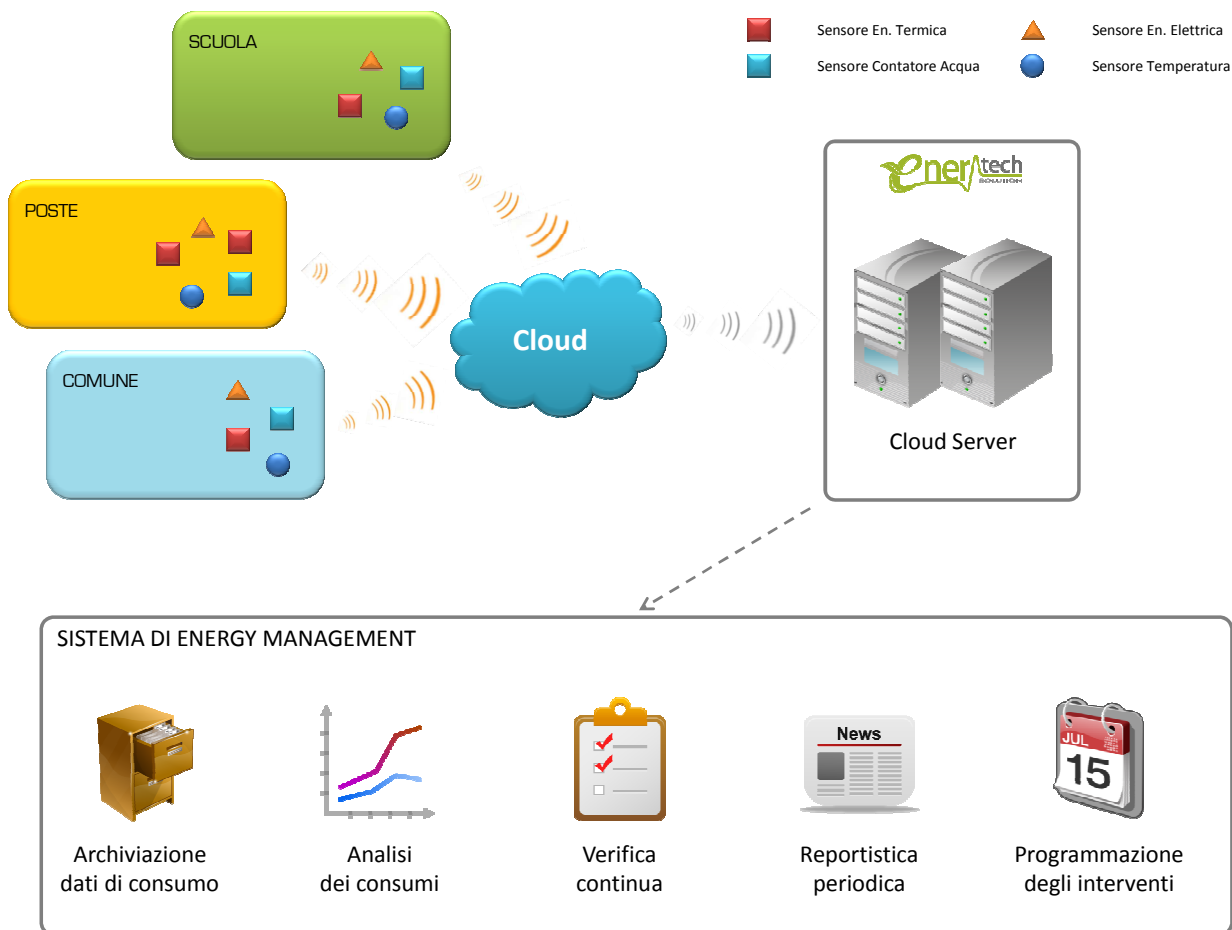 SCUOLA
Sensore En. Termica
Sensore En. Elettrica
Sensore Contatore Acqua
Sensore Temperatura
POSTE
COMUNE
Cloud
enertech
SOLUTION
Cloud Server
SISTEMA DI ENERGY MANAGEMENT
News
JUL
15
Archiviazione
dati di consumo
Analisi
dei consumi
Verifica
continua
Reportistica
periodica
Programmazione
degli interventi